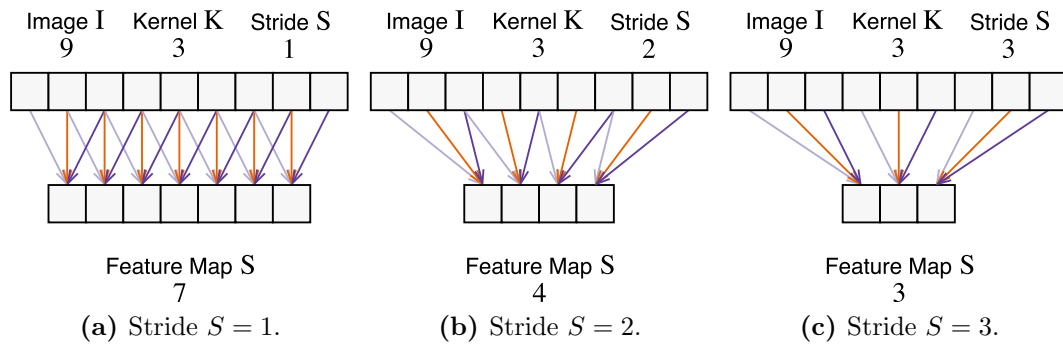 Image I Kernel K Stride S
9 3 1
Feature Map S
7
(a) Stride S = 1.
Image I Kernel K Stride S
9 3 2
Feature Map S
4
(b) Stride S = 2.
Image I Kernel K Stride S
9 3 3
Feature Map S
3
(c) Stride S = 3.